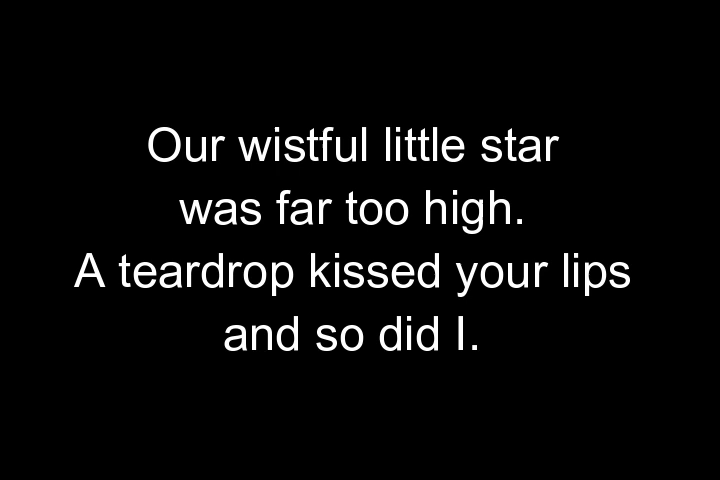 Our wistful little star
was far too high.
A teardrop kissed your lips
and so did I.